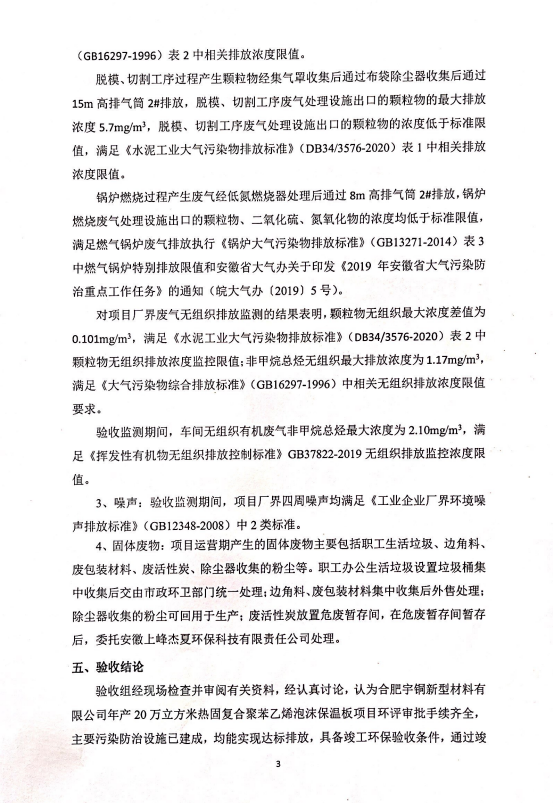 （GB16297-1996）表 2 中相关排放浓度限值。
脱模、切割工序过程产生颗粒物经集气罩收集后通过布袋除尘器收集后通过
15m 高排气筒 2#排放，脱模、切割工序废气处理设施出口的颗粒物的最大排放
浓度 5.7mg/m³，脱模、切割工序废气处理设施出口的颗粒物的浓度低于标准限
值，满足《水泥工业大气污染物排放标准》（DB34/3576-2020）表 1 中相关排放
浓度限值。
锅炉燃烧过程产生废气经低氮燃烧器处理后通过 8m 高排气筒 2#排放，锅炉
燃烧废气处理设施出口的颗粒物、二氧化硫、氮氧化物的浓度均低于标准限值，
满足燃气锅炉废气排放执行《锅炉大气污染物排放标准》（GB13271-2014）表 3
中燃气锅炉特别排放限值和安徽省大气办关于印发《2019 年安徽省大气污染防
治重点工作任务》的通知（皖大气办〔2019〕5 号）。
对项目厂界废气无组织排放监测的结果表明，颗粒物无组织最大浓度差值为
0.101mg/m³，满足《水泥工业大气污染物排放标准》（DB34/3576-2020）表 2 中
颗粒物无组织排放浓度监控限值；非甲烷总烃无组织最大排放浓度为 1.17mg/m³，
满足《大气污染物综合排放标准》（GB16297-1996）中相关无组织排放浓度限值
要求。
验收监测期间，车间无组织有机废气非甲烷总烃最大浓度为 2.10mg/m³，满
足《挥发性有机物无组织排放控制标准》GB37822-2019 无组织排放监控浓度限
值。
3、噪声：验收监测期间，项目厂界四周噪声均满足《工业企业厂界环境噪
声排放标准》（GB12348-2008）中 2 类标准。
4、固体废物：项目运营期产生的固体废物主要包括职工生活垃圾、边角料、
废包装材料、废活性炭、除尘器收集的粉尘等。职工办公生活垃圾设置垃圾桶集
中收集后交由市政环卫部门统一处理；边角料、废包装材料集中收集后外售处理；
除尘器收集的粉尘可回用于生产；废活性炭放置危废暂存间，在危废暂存间暂存
后，委托安徽上峰杰夏环保科技有限责任公司处理。
五、验收结论
验收组经现场检查并审阅有关资料，经认真讨论，认为合肥宇铜新型材料有
限公司年产 20 万立方米热固复合聚苯乙烯泡沫保温板项目环评审批手续齐全，
主要污染防治设施已建成，均能实现达标排放，具备竣工环保验收条件，通过竣
3